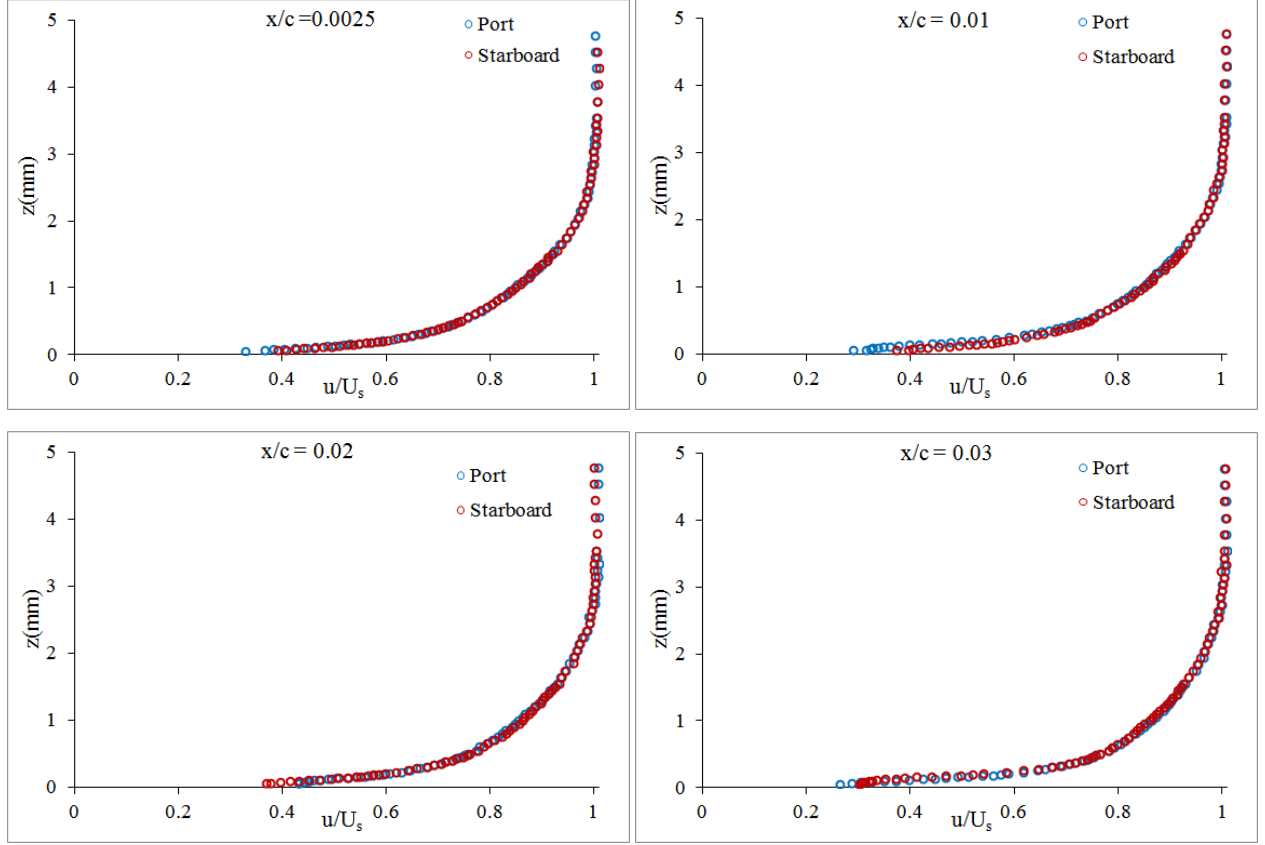 x/c =0.0025
Port
Starboard
5
4
3
2
1
0
z(mm)
0 0.2 0.4 0.6 0.8 1
u/Uₛ
x/c = 0.01
Port
Starboard
5
4
3
2
1
0
z(mm)
0 0.2 0.4 0.6 0.8 1
u/Uₛ
x/c = 0.02
Port
Starboard
5
4
3
2
1
0
z(mm)
0 0.2 0.4 0.6 0.8 1
u/Uₛ
x/c = 0.03
Port
Starboard
5
4
3
2
1
0
z(mm)
0 0.2 0.4 0.6 0.8 1
u/Uₛ